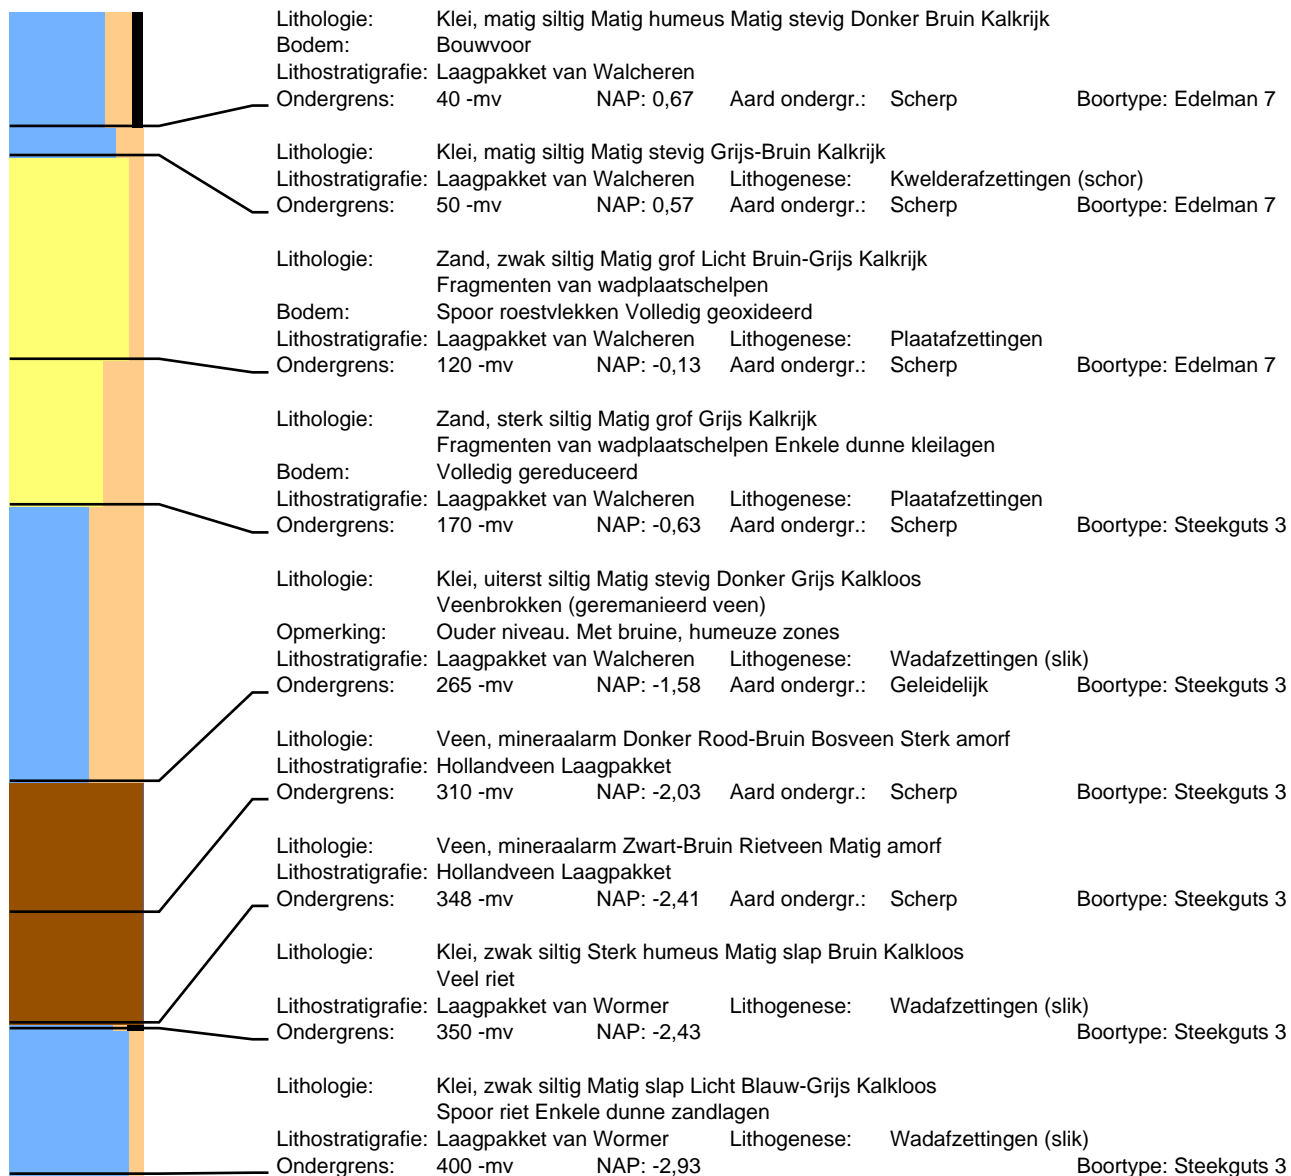 Lithologie: Klei, matig siltig Matig humeus Matig stevig Donker Bruin Kalkrijk
Bodem: Bouwvoor
Lithostratigrafie: Laagpakket van Walcheren
Ondergrens: 40 -mv NAP: 0,67 Aard ondergr.: Scherp Boortype: Edelman 7
Lithologie: Klei, matig siltig Matig stevig Grijs-Bruin Kalkrijk
Lithostratigrafie: Laagpakket van Walcheren Lithogenese: Kwelderafzettingen (schor)
Ondergrens: 50 -mv NAP: 0,57 Aard ondergr.: Scherp Boortype: Edelman 7
Lithologie: Zand, zwak siltig Matig grof Licht Bruin-Grijs Kalkrijk
Fragmenten van wadplaatschelpen
Bodem: Spoor roestvlekken Volledig geoxideerd
Lithostratigrafie: Laagpakket van Walcheren Lithogenese: Plaatafzettingen
Ondergrens: 120 -mv NAP: -0,13 Aard ondergr.: Scherp Boortype: Edelman 7
Lithologie: Zand, sterk siltig Matig grof Grijs Kalkrijk
Fragmenten van wadplaatschelpen Enkele dunne kleilagen
Bodem: Volledig gereduceerd
Lithostratigrafie: Laagpakket van Walcheren Lithogenese: Plaatafzettingen
Ondergrens: 170 -mv NAP: -0,63 Aard ondergr.: Scherp Boortype: Steekguts 3
Lithologie: Klei, uiterst siltig Matig stevig Donker Grijs Kalkloos
Veenbrokken (geremanieerd veen)
Opmerking: Ouder niveau. Met bruine, humeuze zones
Lithostratigrafie: Laagpakket van Walcheren Lithogenese: Wadafzettingen (slik)
Ondergrens: 265 -mv NAP: -1,58 Aard ondergr.: Geleidelijk Boortype: Steekguts 3
Lithologie: Veen, mineraalarm Donker Rood-Bruin Bosveen Sterk amorf
Lithostratigrafie: Hollandveen Laagpakket
Ondergrens: 310 -mv NAP: -2,03 Aard ondergr.: Scherp Boortype: Steekguts 3
Lithologie: Veen, mineraalarm Zwart-Bruin Rietveen Matig amorf
Lithostratigrafie: Hollandveen Laagpakket
Ondergrens: 348 -mv NAP: -2,41 Aard ondergr.: Scherp Boortype: Steekguts 3
Lithologie: Klei, zwak siltig Sterk humeus Matig slap Bruin Kalkloos
Veel riet
Lithostratigrafie: Laagpakket van Wormer Lithogenese: Wadafzettingen (slik)
Ondergrens: 350 -mv NAP: -2,43 Boortype: Steekguts 3
Lithologie: Klei, zwak siltig Matig slap Licht Blauw-Grijs Kalkloos
Spoor riet Enkele dunne zandlagen
Lithostratigrafie: Laagpakket van Wormer Lithogenese: Wadafzettingen (slik)
Ondergrens: 400 -mv NAP: -2,93 Boortype: Steekguts 3